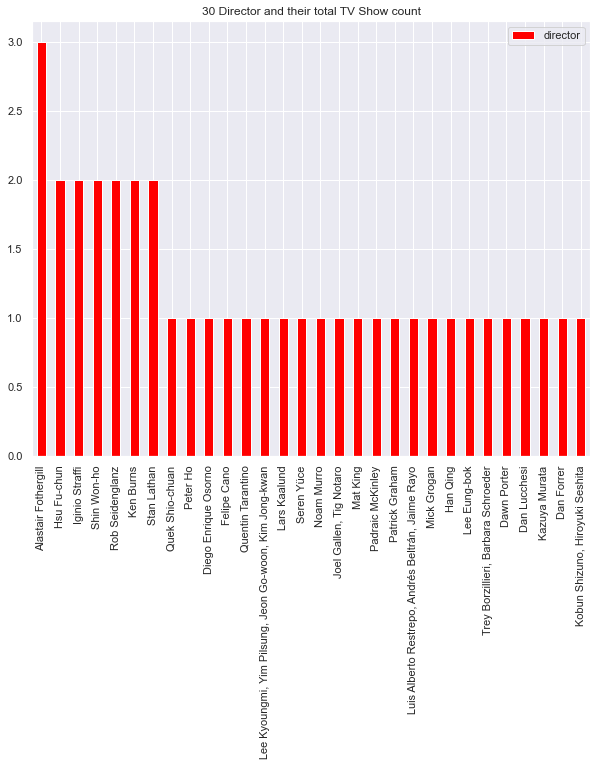 30 Director and their total TV Show count
director
3.0
2.5
2.0
1.5
1.0
0.5
0.0
Alastair Fothergill
Hsu Fu-chun
Iginio Straffi
Shin Won-ho
Rob Seidenglanz
Ken Burns
Stan Lathan
Quek Shio-chuan
Peter Ho
Diego Enrique Osorno
Felipe Cano
Quentin Tarantino
Lee Kyoungmi, Yim Pilsung, Jeon Go-woon, Kim Jong-kwan
Lars Kaalund
Seren Yüce
Noam Murro
Joel Gallen, Tig Notaro
Mat King
Padraic McKinley
Patrick Graham
Luis Alberto Restrepo, Andrés Beltrán, Jaime Rayo
Mick Grogan
Han Qing
Lee Eung-bok
Trey Borzillieri, Barbara Schroeder
Dawn Porter
Dan Lucchesi
Kazuya Murata
Dan Forrer
Kobun Shizuno, Hiroyuki Seshita